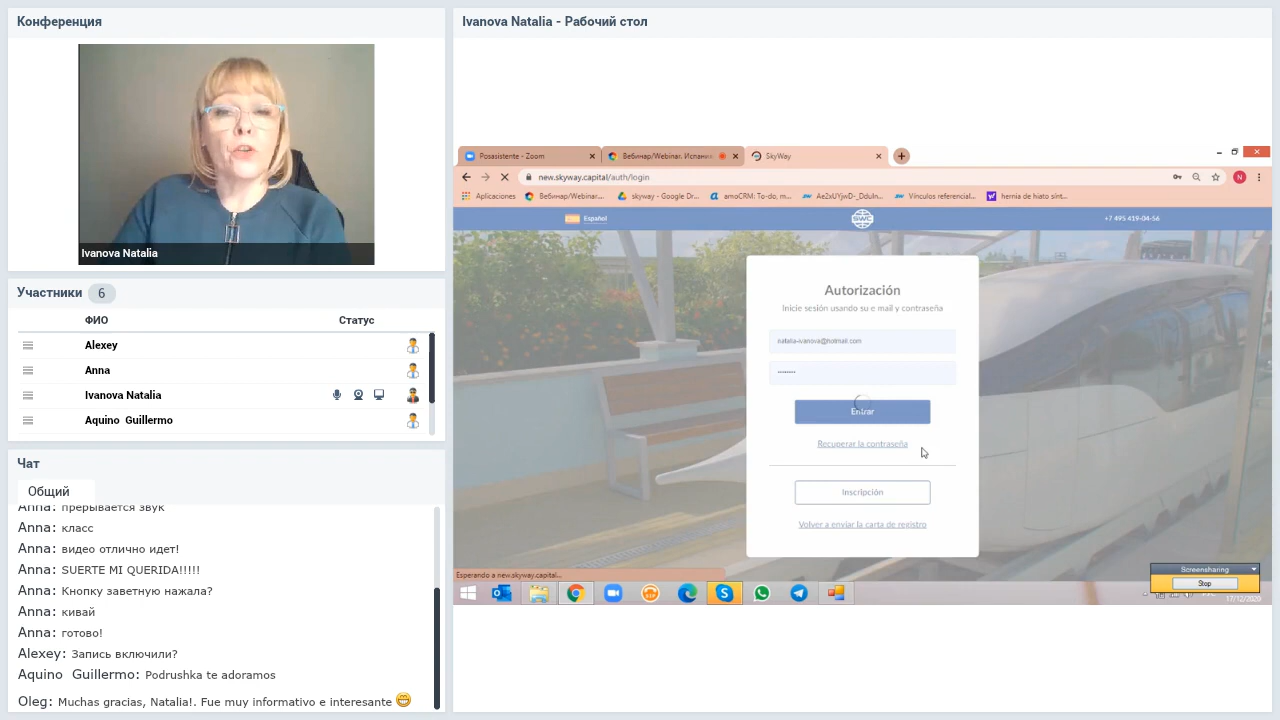 Конференция
Ivanova Natalia
Участники 6
ФИО Статус
Alexey
Anna
Ivanova Natalia
Aquino Guillermo
Чат
Общий
Anna: прерывается звук
Anna: класс
Anna: видео отлично идет!
Anna: SUERTE MI QUERIDA!!!!!
Anna: Кнопку заветную нажала?
Anna: кивай
Anna: готово!
Alexey: Запись включили?
Aquino Guillermo: Podrushka te adoramos
Oleg: Muchas gracias, Natalia!. Fue muy informativo e interesante
Ivanova Natalia - Рабочий стол
Posasistente - Zoom
Вебинар/Webinar. Испания
SkyWay
new.skyway.capital/auth/login
N
Aplicaciones
Вебинар/Webinar...
skyway - Google Dr...
amoCRM: To-do, m...
Vínculos referencial...
hernia de hiato sínt...
Español
SWC
+7 495 419-04-56
Autorización
Inicie sesión usando su e mail y contraseña
natalia-ivanova@hotmail.com
Entrar
Recuperar la contraseña
Inscripción
Volver a enviar la carta de registro
Esperando a new.skyway.capital...
Screensharing
Stop
17/12/2020